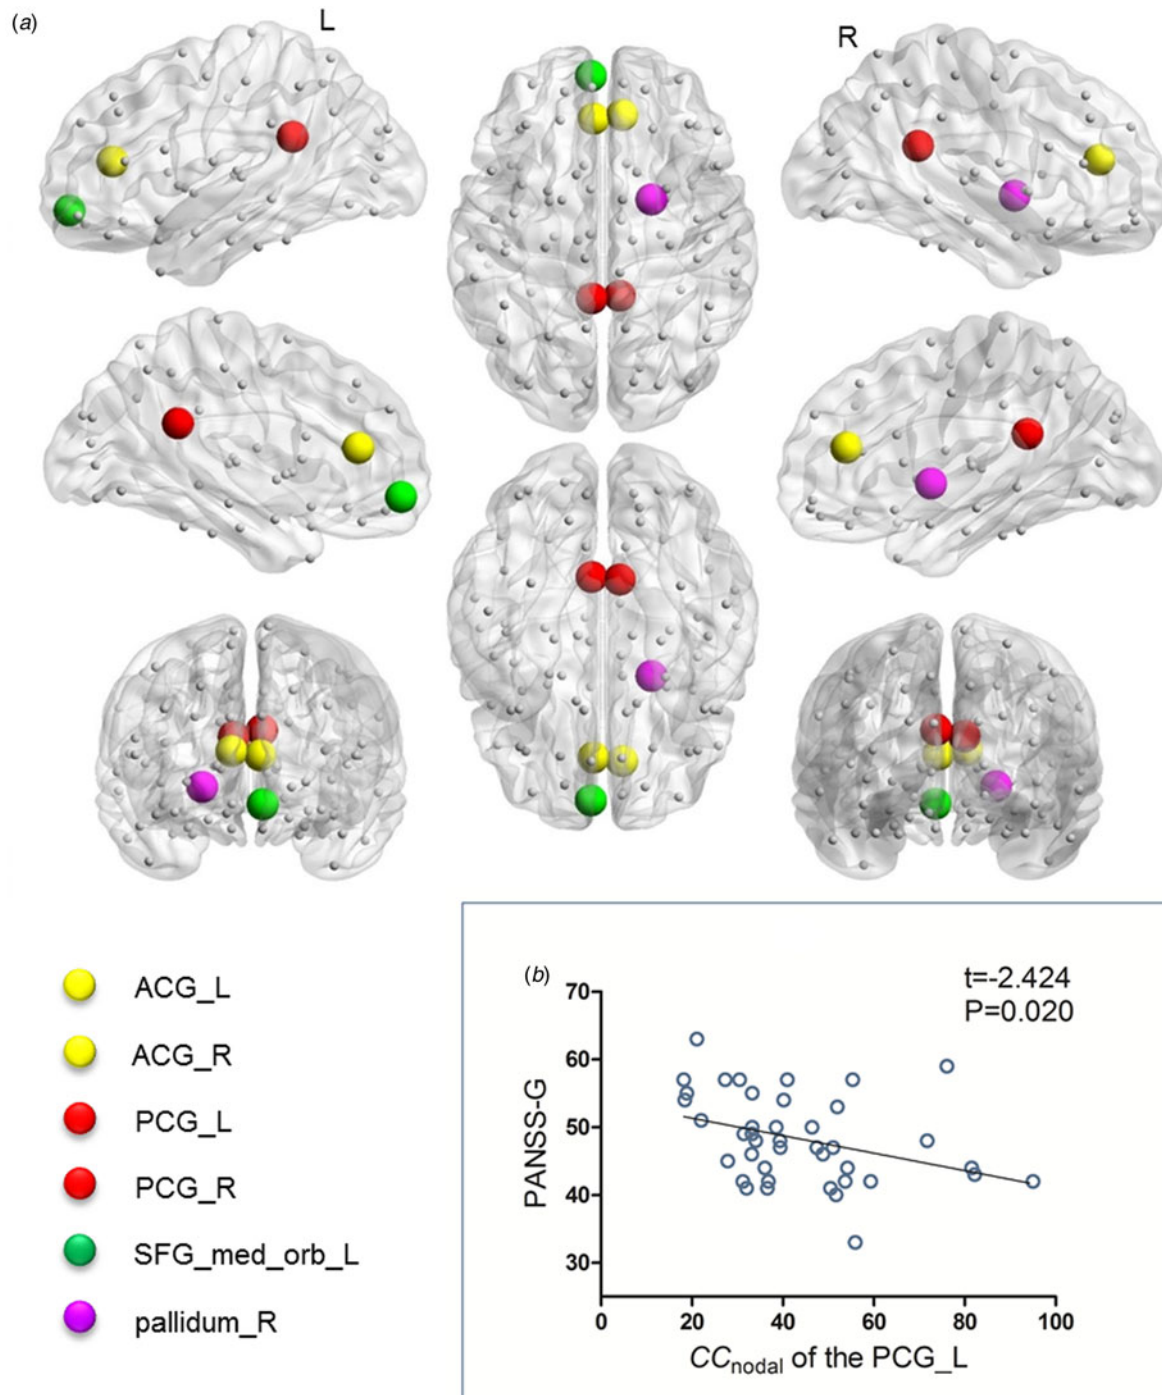 (a)
L
R
ACG_L
ACG_R
PCG_L
PCG_R
SFG_med_orb_L
pallidum_R
(b)
t=-2.424
P=0.020
70
60
50
40
30
PANSS-G
0 20 40 60 80 100
CCnodal of the PCG_L